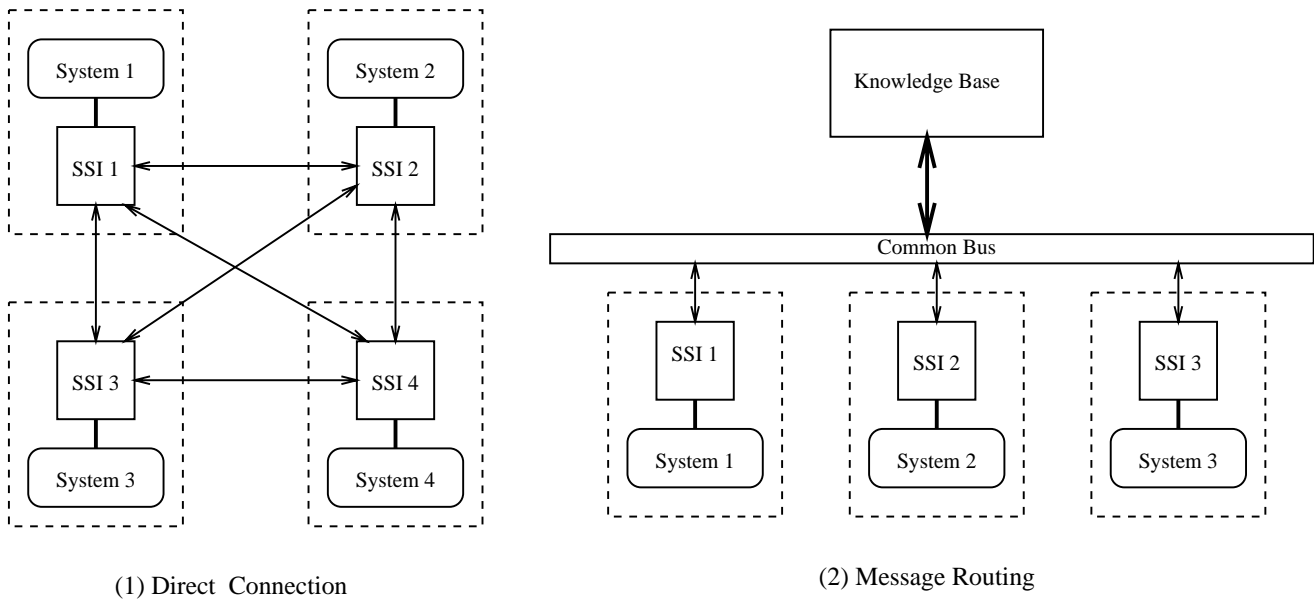 System 1
System 2
SSI 1
SSI 2
SSI 3
SSI 4
System 3
System 4
(1) Direct Connection
Knowledge Base
Common Bus
SSI 1
SSI 2
SSI 3
System 1
System 2
System 3
(2) Message Routing